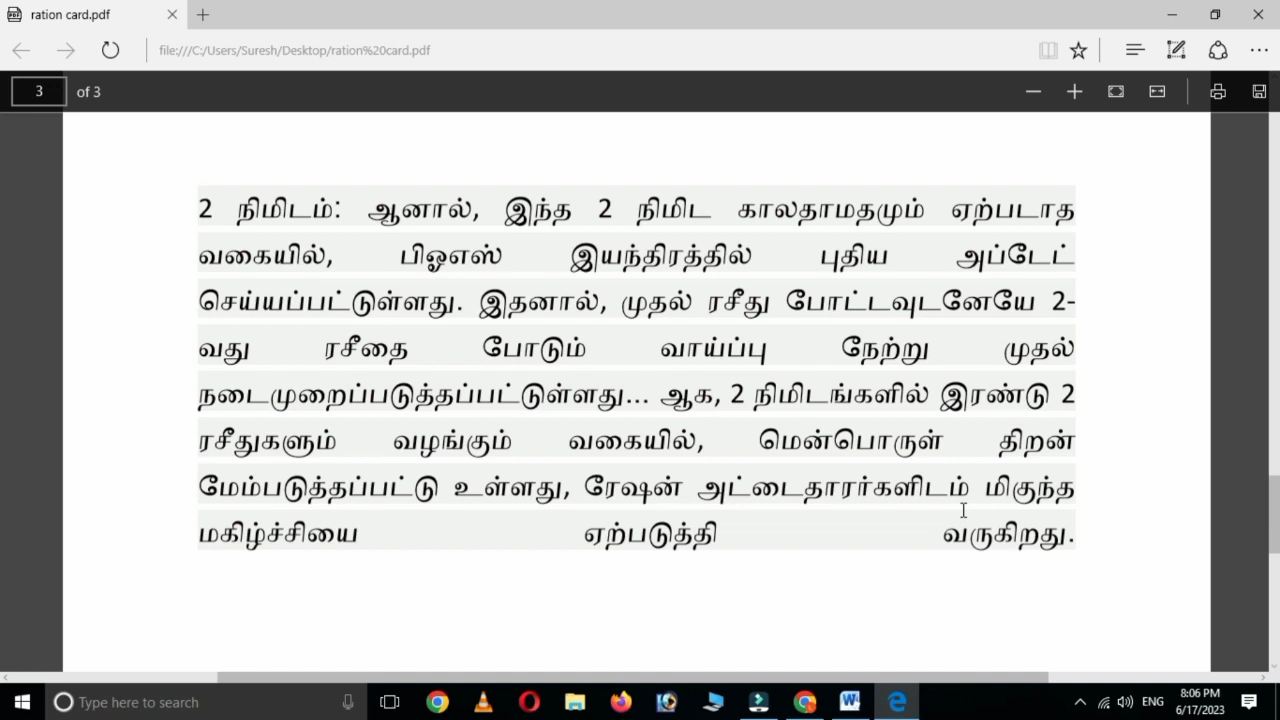 ration card.pdf
file:///C:/Users/Suresh/Desktop/ration%20card.pdf
3 of 3
2 நிமிடம்: ஆனால், இந்த 2 நிமிட காலதாமதமும் ஏற்படாத
வகையில், பிஓஎஸ் இயந்திரத்தில் புதிய அப்டேட்
செய்யப்பட்டுள்ளது. இதனால், முதல் ரசீது போட்டவுடனேயே 2-
வது ரசீதை போடும் வாய்ப்பு நேற்று முதல்
நடைமுறைப்படுத்தப்பட்டுள்ளது... ஆக, 2 நிமிடங்களில் இரண்டு 2
ரசீதுகளும் வழங்கும் வகையில், மென்பொருள் திறன்
மேம்படுத்தப்பட்டு உள்ளது, ரேஷன் அட்டைதாரர்களிடம் மிகுந்த
மகிழ்ச்சியை ஏற்படுத்தி வருகிறது.
Type here to search
ENG
8:06 PM
6/17/2023